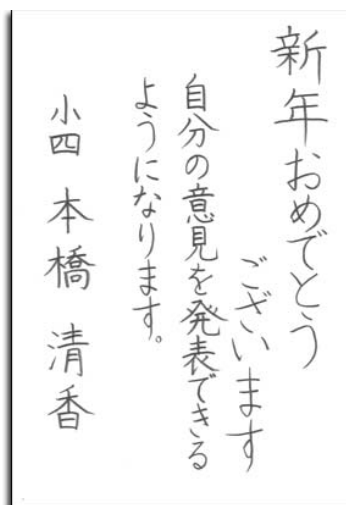 新年おめでとう
ございます
自分の意見を発表できる
ようになります。
小四 本橋 清香